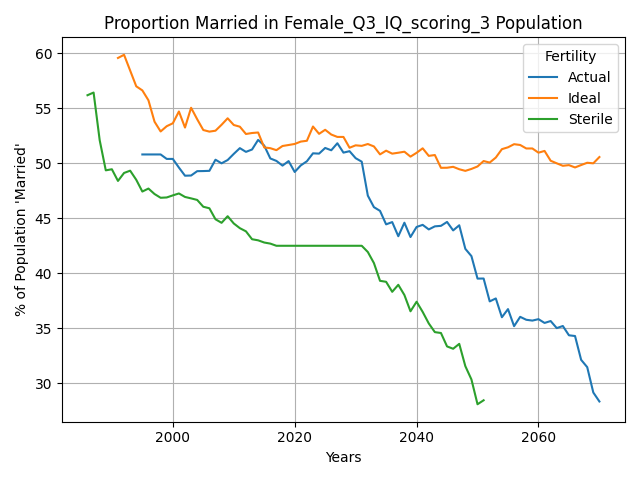 Proportion Married in Female_Q3_IQ_scoring_3 Population
% of Population 'Married'
60
55
50
45
40
35
30
Fertility
Actual
Ideal
Sterile
2000 2020 2040 2060
Years